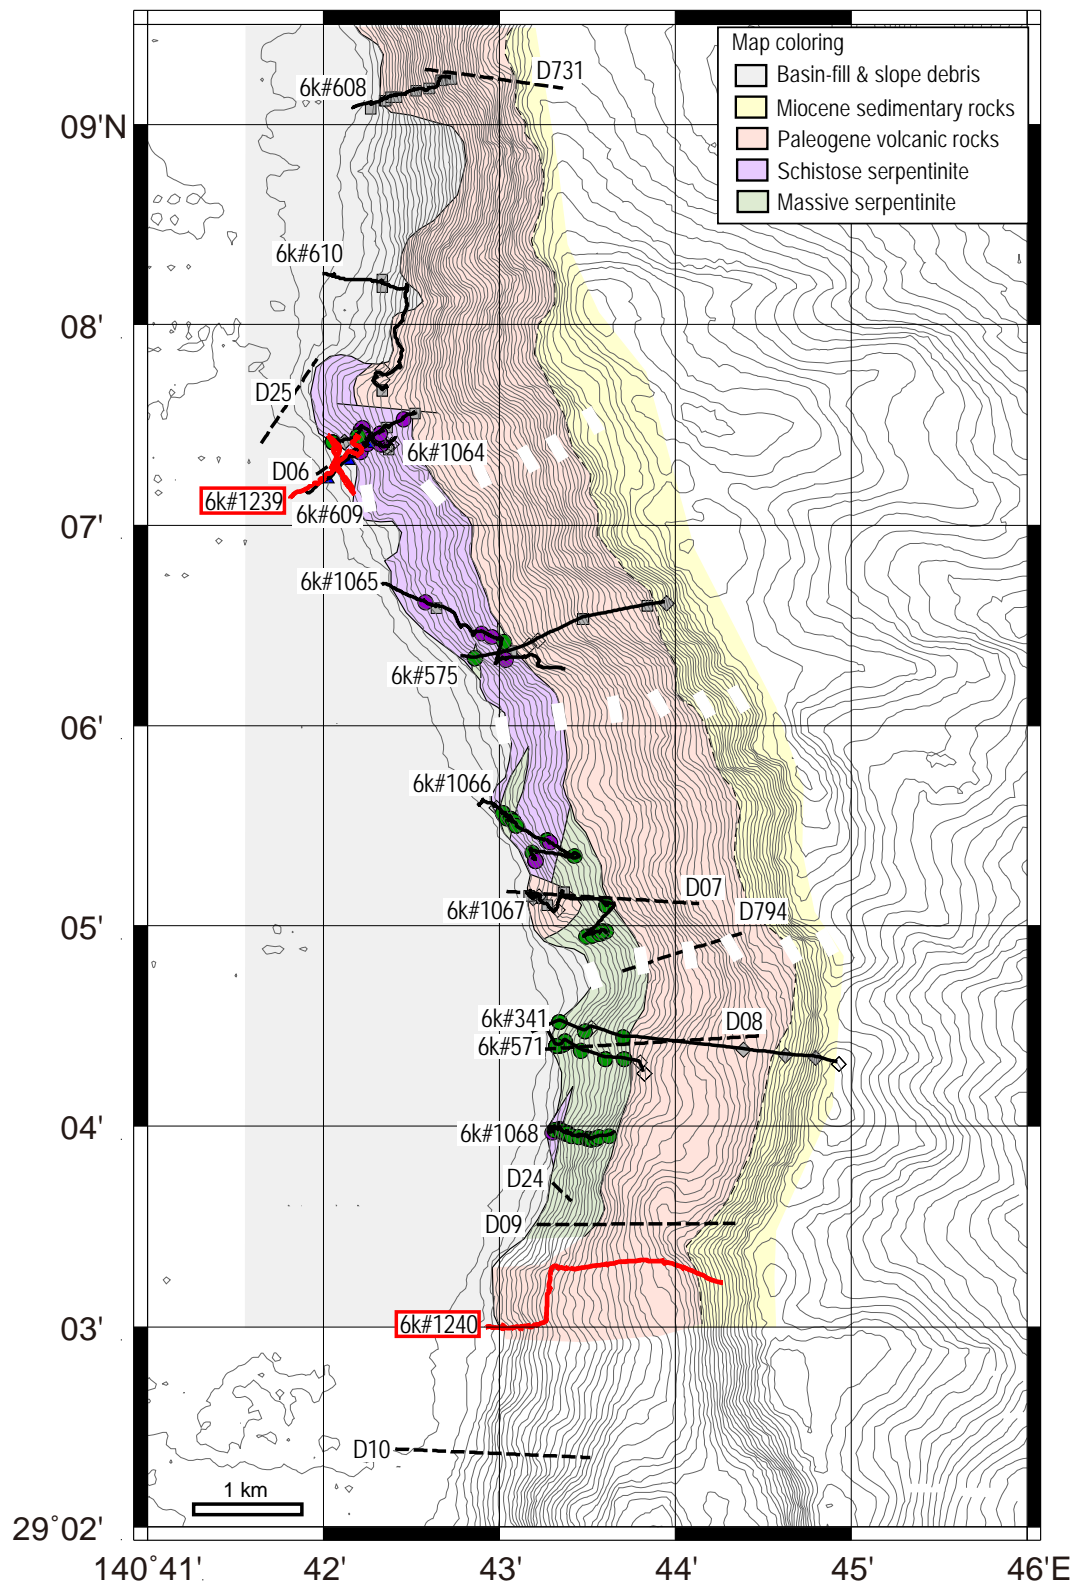 Map coloring
Basin-fill & slope debris
Miocene sedimentary rocks
Paleogene volcanic rocks
Schistose serpentinite
Massive serpentinite
D731
6k#608
09'N
6k#610
08'
D25
6k#1064
D06
6k#1239
6k#609
07'
6k#1065
6k#575
06'
6k#1066
D07
6k#1067
D794
05'
6k#341
D08
6k#571
04'
6k#1068
D24
D09
03'
6k#1240
D10
1 km
29°02'
140°41' 42' 43' 44' 45' 46'E